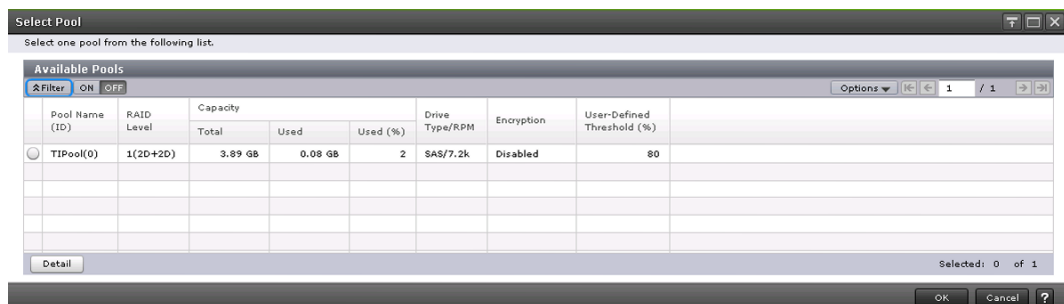 Select Pool
Select one pool from the following list.
Available Pools
Filter ON OFF Options 1 / 1
Pool Name (ID) RAID Level Capacity Drive Type/RPM Encryption User-Defined Threshold (%)
Total Used Used (%)
TIPool(0) 1(2D+2D) 3.89 GB 0.08 GB 2 SAS/7.2k Disabled 80
Detail Selected: 0 of 1
OK Cancel ?